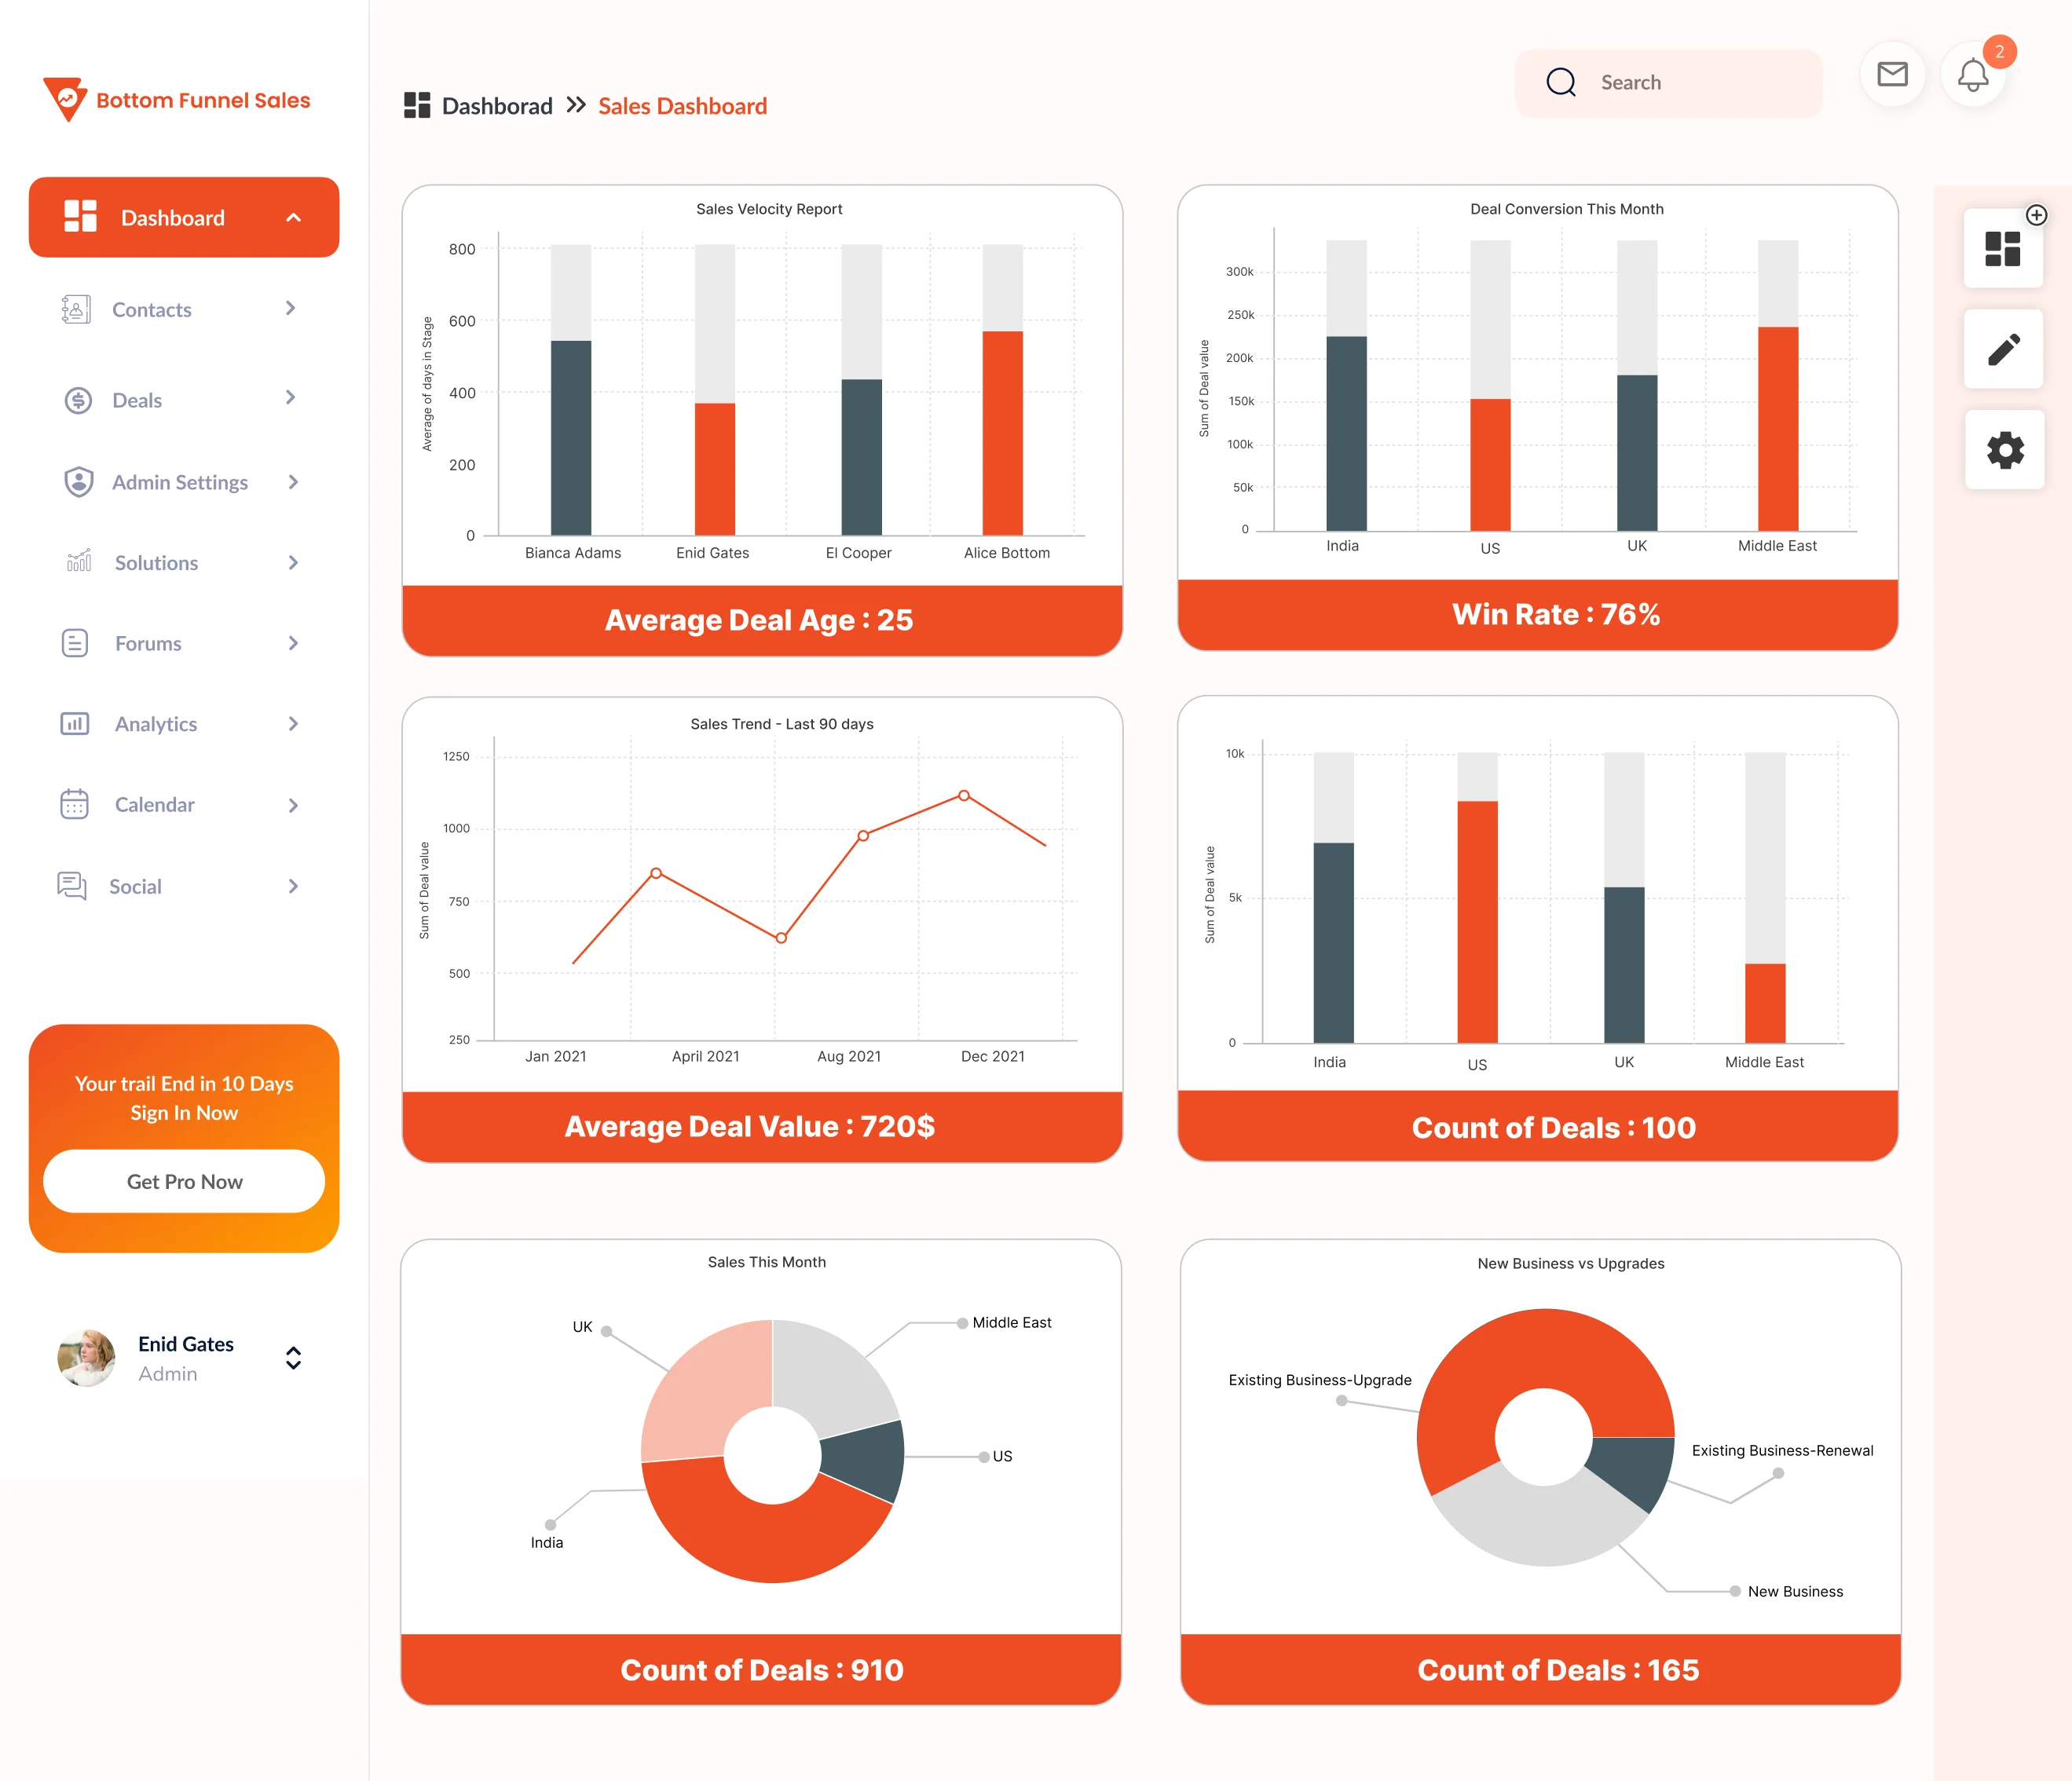 Bottom Funnel Sales
Dashboard
Contacts
Deals
Admin Settings
Solutions
Forums
Analytics
Calendar
Social
Your trail End in 10 Days
Sign In Now
Get Pro Now
Enid Gates
Admin
Dashborad
Sales Dashboard
Search
2
Sales Velocity Report
Average of days in Stage
800
600
400
200
0
Bianca Adams
Enid Gates
El Cooper
Alice Bottom
Average Deal Age : 25
Deal Conversion This Month
Sum of Deal value
300k
250k
200k
150k
100k
50k
0
India
US
UK
Middle East
Win Rate : 76%
Sales Trend - Last 90 days
Sum of Deal value
1250
1000
750
500
250
Jan 2021
April 2021
Aug 2021
Dec 2021
Average Deal Value : 720$
Sum of Deal value
10k
5k
0
India
US
UK
Middle East
Count of Deals : 100
Sales This Month
UK
Middle East
US
India
Count of Deals : 910
New Business vs Upgrades
Existing Business-Upgrade
Existing Business-Renewal
New Business
Count of Deals : 165